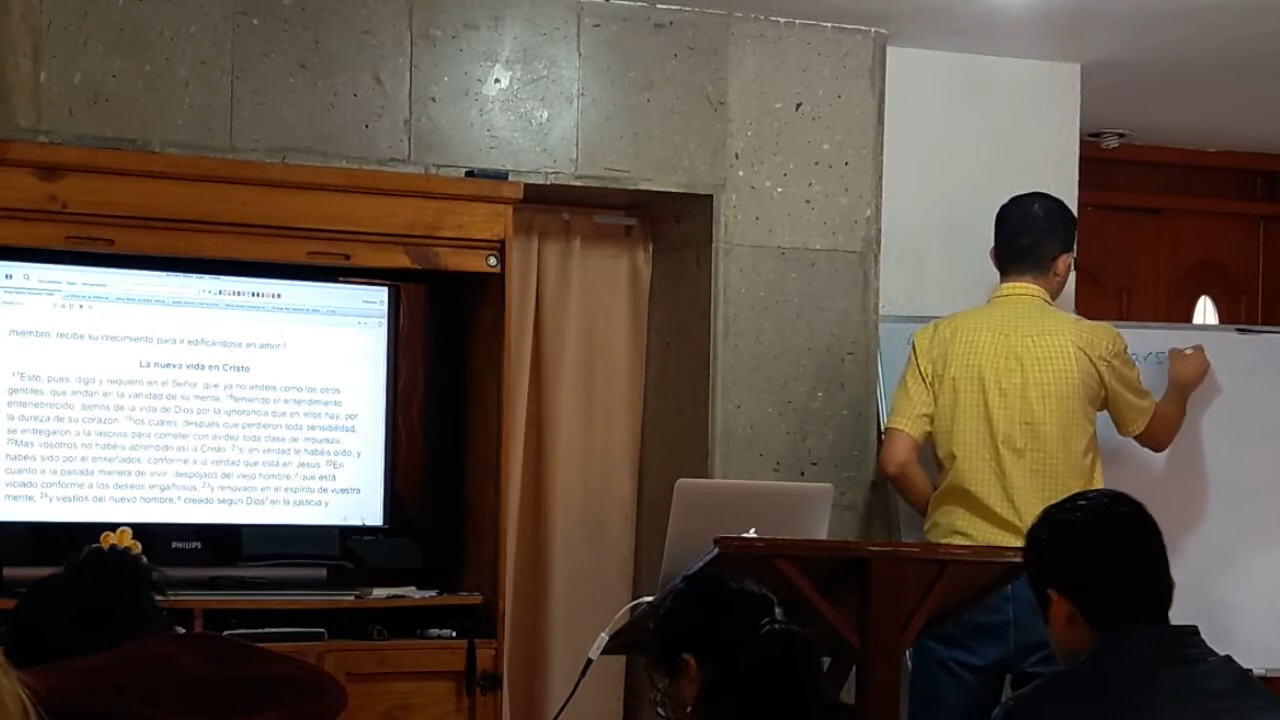 miembro, recibe su crecimiento para ir edificándose en amor.
La nueva vida en Cristo
17Esto, pues, digo y requiero en el Señor: que ya no andéis como los otros
gentiles, que andan en la vanidad de su mente, 18teniendo el entendimiento
entenebrecido, ajenos de la vida de Dios por la ignorancia que en ellos hay, por
la dureza de su corazón; 19los cuales, después que perdieron toda sensibilidad,
se entregaron a la lascivia para cometer con avidez toda clase de impureza.
20Mas vosotros no habéis aprendido así a Cristo, 21si en verdad le habéis oído, y
habéis sido por él enseñados, conforme a la verdad que está en Jesús. 22En
cuanto a la pasada manera de vivir, despojaos del viejo hombre, que está
viciado conforme a los deseos engañosos, 23y renovaos en el espíritu de vuestra
mente, 24y vestíos del nuevo hombre, creado según Dios en la justicia y
PHILIPS